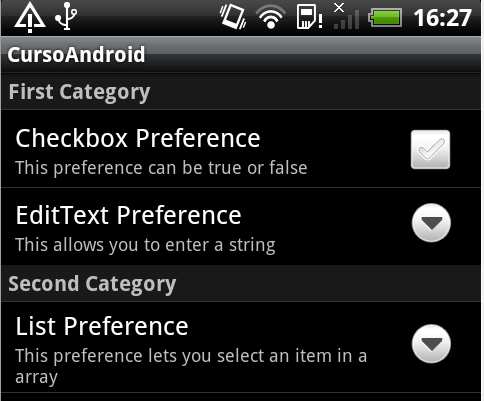 16:27
CursoAndroid
First Category
Checkbox Preference
This preference can be true or false
EditText Preference
This allows you to enter a string
Second Category
List Preference
This preference lets you select an item in a
array